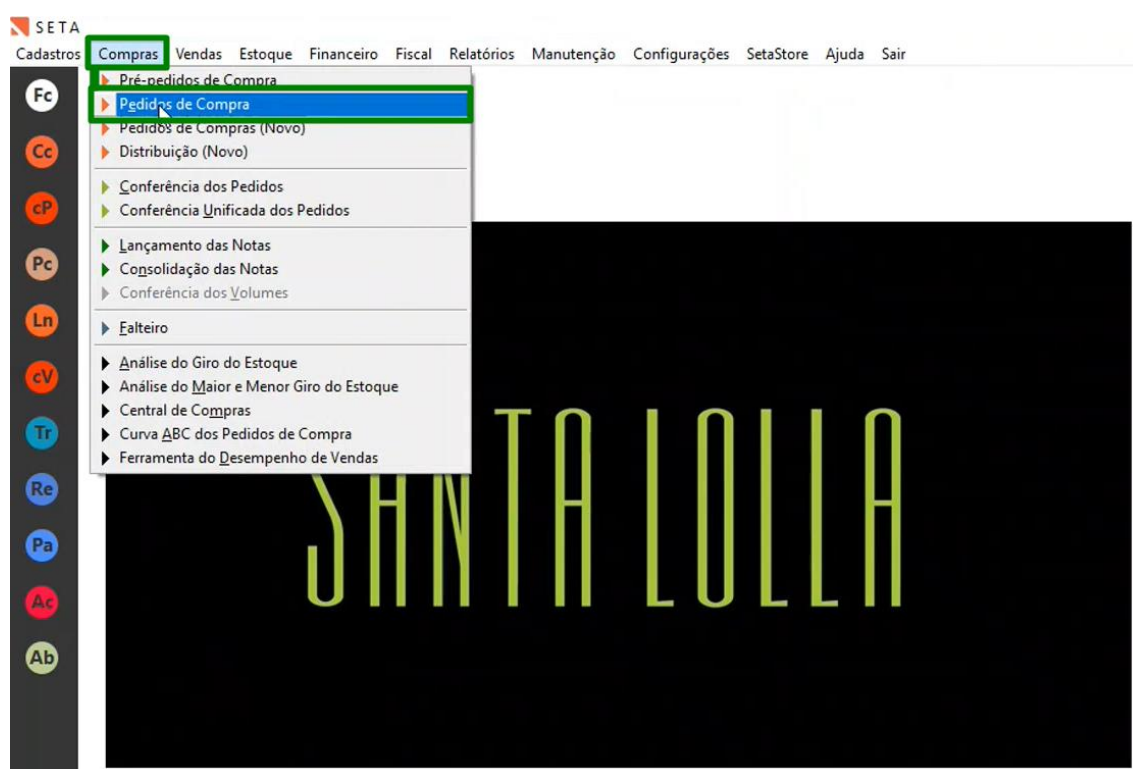 SETA
Cadastros Compras Vendas Estoque Financeiro Fiscal Relatórios Manutenção Configurações SetaStore Ajuda Sair
Pré-pedidos de Compra
Pedidos de Compra
Pedidos de Compras (Novo)
Distribuição (Novo)
Conferência dos Pedidos
Conferência Unificada dos Pedidos
Lançamento das Notas
Consolidação das Notas
Conferência dos Volumes
Falteiro
Análise do Giro do Estoque
Análise do Maior e Menor Giro do Estoque
Central de Compras
Curva ABC dos Pedidos de Compra
Ferramenta do Desempenho de Vendas
Fc
Cc
cP
Pc
Ln
cV
Tr
Re
Pa
Ac
Ab
SANTA LOLLA